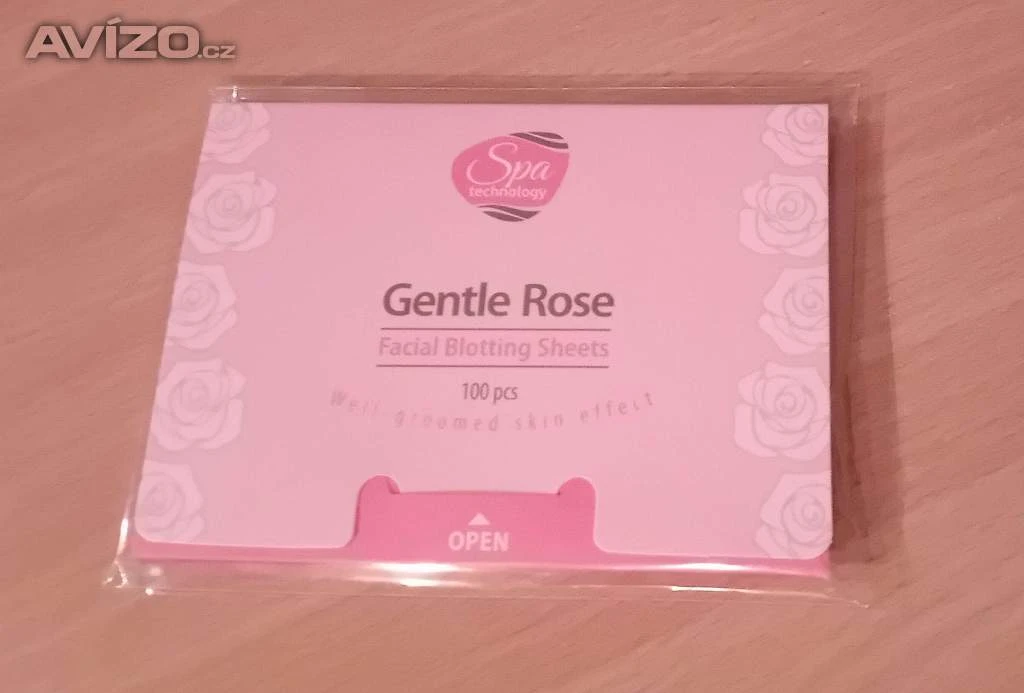 AVÍZO.cz
Spa
technology
Gentle Rose
Facial Blotting Sheets
100 pcs
Well groomed skin effect
OPEN